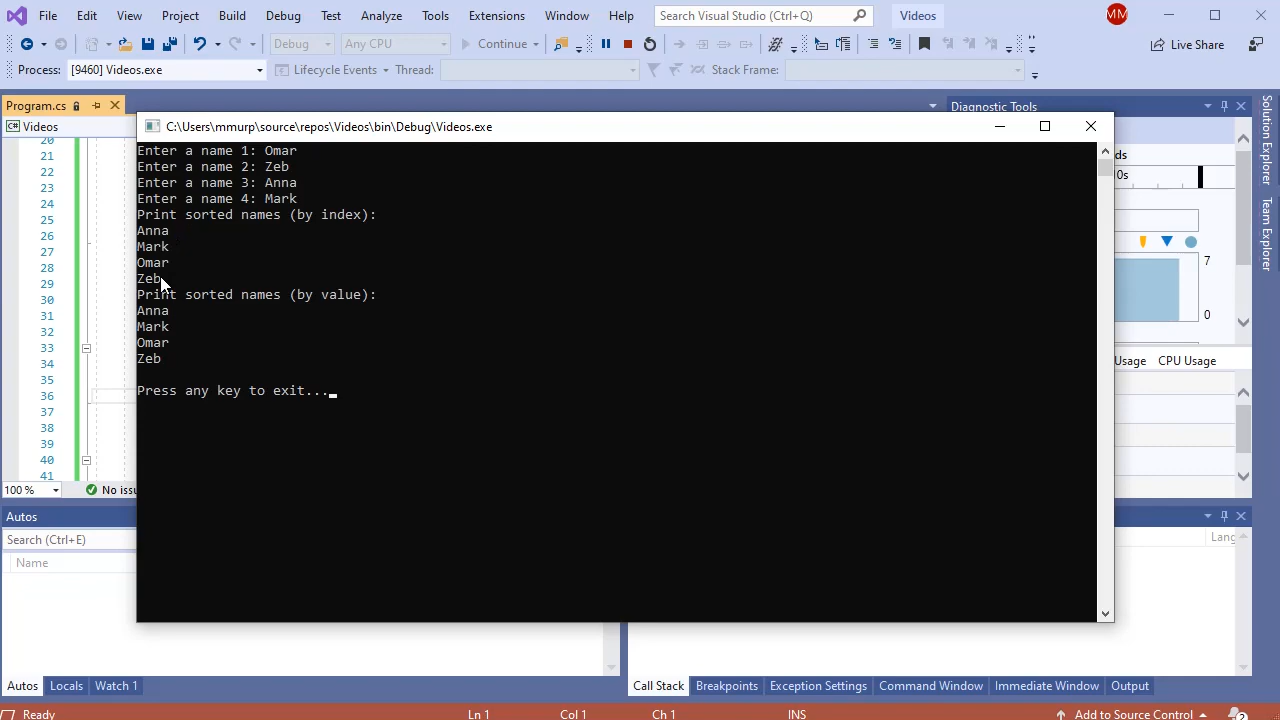 File Edit View Project Build Debug Test Analyze Tools Extensions Window Help Search Visual Studio (Ctrl+Q) Videos MM
Debug Any CPU Continue Live Share
Process: [9460] Videos.exe Lifecycle Events Thread: Stack Frame:
Program.cs
Diagnostic Tools
Videos
C:\Users\mmurp\source\repos\Videos\bin\Debug\Videos.exe
Enter a name 1: Omar
Enter a name 2: Zeb
Enter a name 3: Anna
Enter a name 4: Mark
Print sorted names (by index):
Anna
Mark
Omar
Zeb
Print sorted names (by value):
Anna
Mark
Omar
Zeb
Press any key to exit...
20
21
22
23
24
25
26
27
28
29
30
31
32
33
34
35
36
37
38
39
40
41
ds
0s
7
0
Usage CPU Usage
Solution Explorer
Team Explorer
100 % No issu
Autos
Search (Ctrl+E)
Name
Lang
Autos Locals Watch 1
Call Stack Breakpoints Exception Settings Command Window Immediate Window Output
Ready Ln 1 Col 1 Ch 1 INS Add to Source Control 2